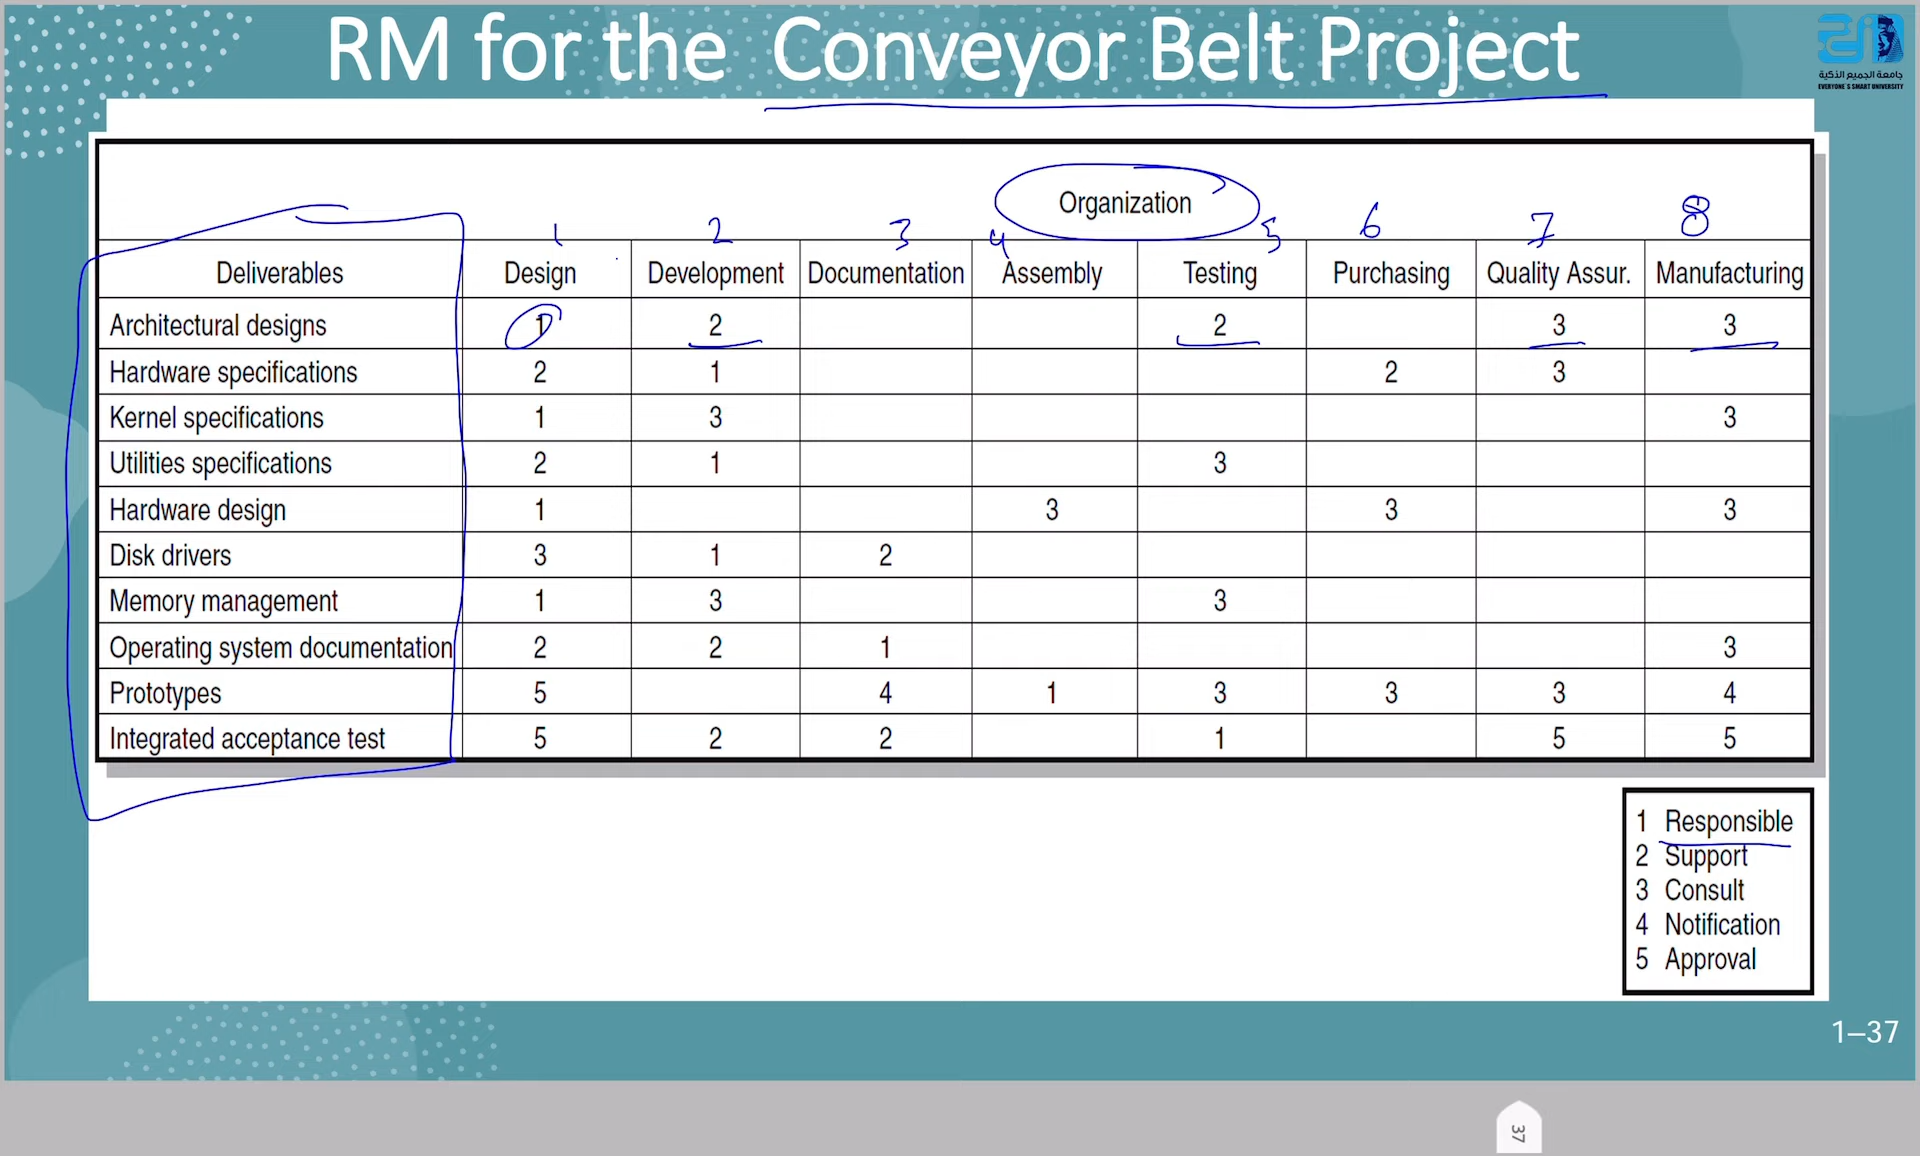 RM for the Conveyor Belt Project
جامعة الجميع الذكية
EVERYONE'S SMART UNIVERSITY
Organization
1 2 3 4 5 6 7 8
Deliverables Design Development Documentation Assembly Testing Purchasing Quality Assur. Manufacturing
Architectural designs 1 2 2 3 3
Hardware specifications 2 1 2 3
Kernel specifications 1 3 3
Utilities specifications 2 1 3
Hardware design 1 3 3 3
Disk drivers 3 1 2
Memory management 1 3 3
Operating system documentation 2 2 1 3
Prototypes 5 4 1 3 3 3 4
Integrated acceptance test 5 2 2 1 5 5
1 Responsible
2 Support
3 Consult
4 Notification
5 Approval
1–37
37